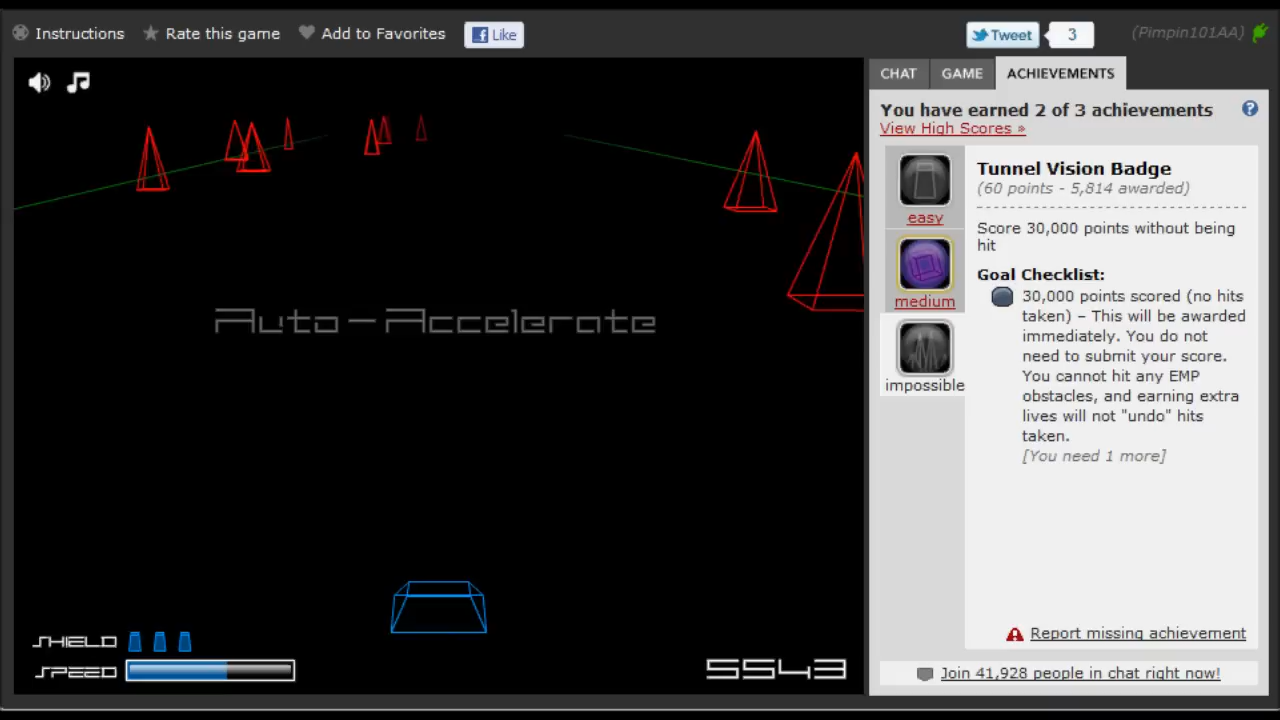 Instructions
Rate this game
Add to Favorites
Like
Tweet
3
(Pimpin101AA)
CHAT
GAME
ACHIEVEMENTS
You have earned 2 of 3 achievements
?
View High Scores »
easy
medium
impossible
Tunnel Vision Badge
(60 points - 5,814 awarded)
Score 30,000 points without being
hit
Goal Checklist:
30,000 points scored (no hits
taken) – This will be awarded
immediately. You do not
need to submit your score.
You cannot hit any EMP
obstacles, and earning extra
lives will not "undo" hits
taken.
[You need 1 more]
Report missing achievement
Join 41,928 people in chat right now!
Auto-Accelerate
SHIELD
SPEED
5543